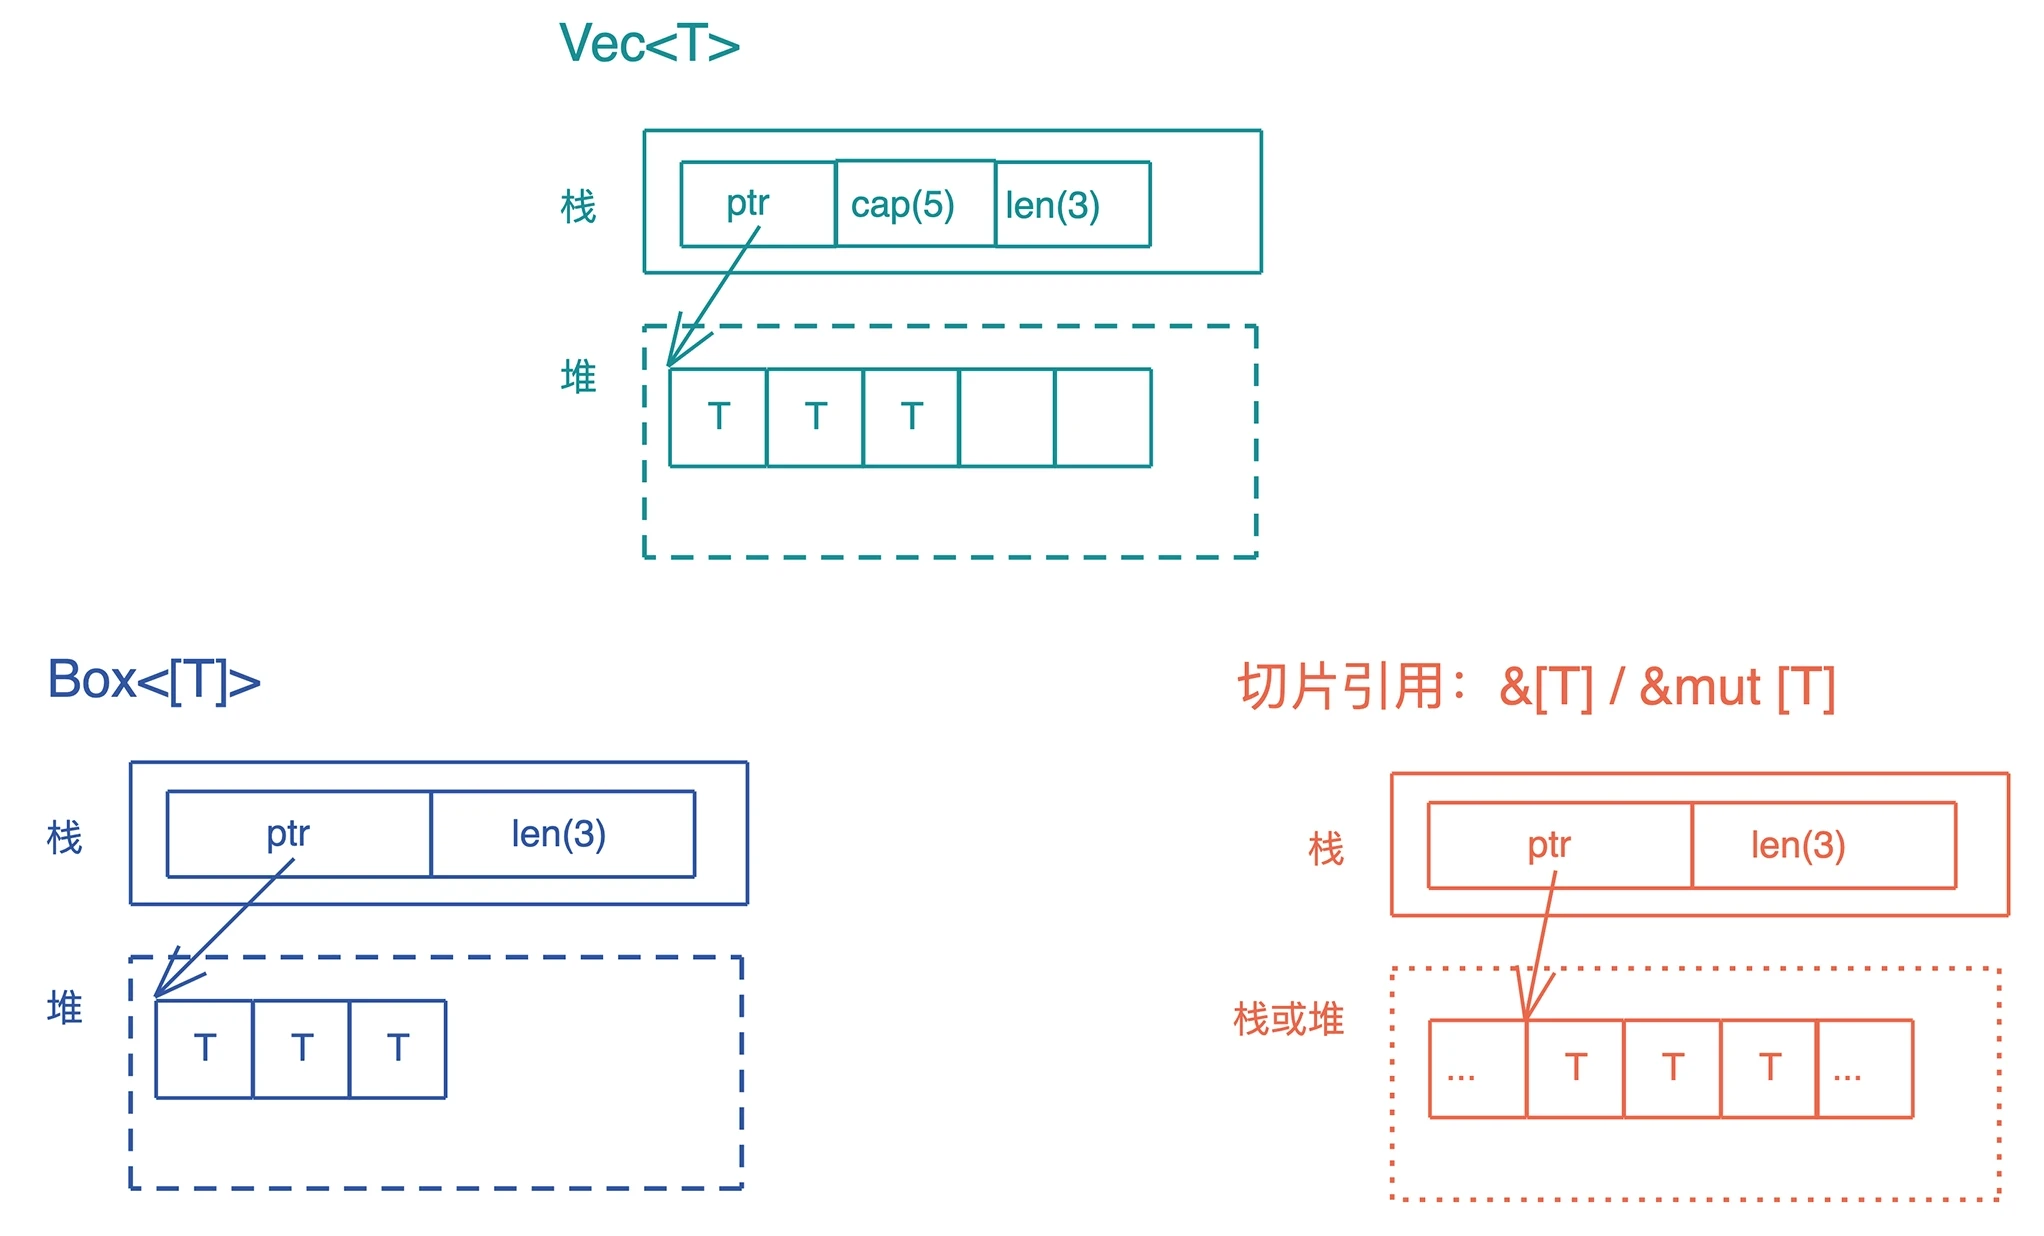 Vec<T>
栈
ptr
cap(5)
len(3)
堆
T
T
T
Box<[T]>
栈
ptr
len(3)
堆
T
T
T
切片引用：&[T] / &mut [T]
栈
ptr
len(3)
栈或堆
...
T
T
T
...